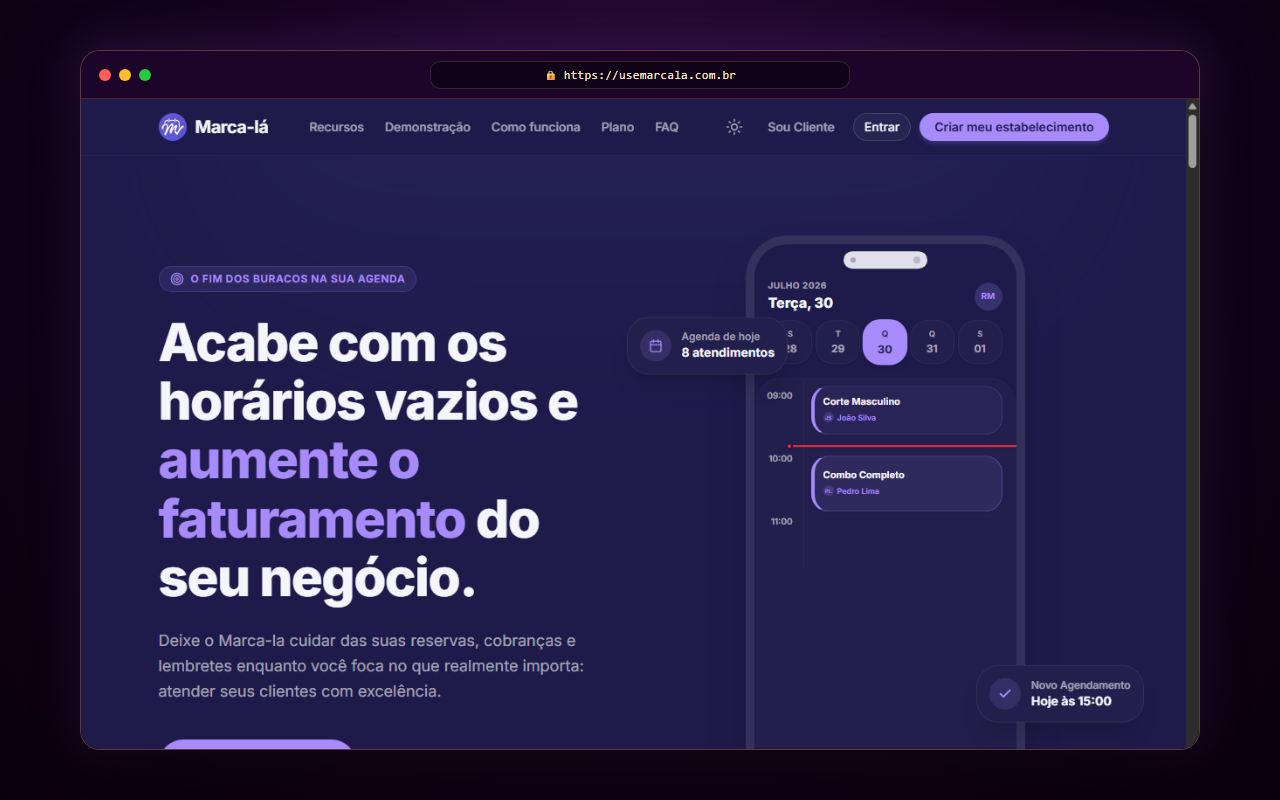 https://usemarcala.com.br
Marca-lá
Recursos
Demonstração
Como funciona
Plano
FAQ
Sou Cliente
Entrar
Criar meu estabelecimento
O FIM DOS BURACOS NA SUA AGENDA
Acabe com os
horários vazios e
aumente o
faturamento do
seu negócio.
Deixe o Marca-la cuidar das suas reservas, cobranças e
lembretes enquanto você foca no que realmente importa:
atender seus clientes com excelência.
JULHO 2026
Terça, 30
RM
Agenda de hoje
8 atendimentos
S
28
T
29
Q
30
Q
31
S
01
09:00
Corte Masculino
JS
João Silva
10:00
Combo Completo
PL
Pedro Lima
11:00
Novo Agendamento
Hoje às 15:00